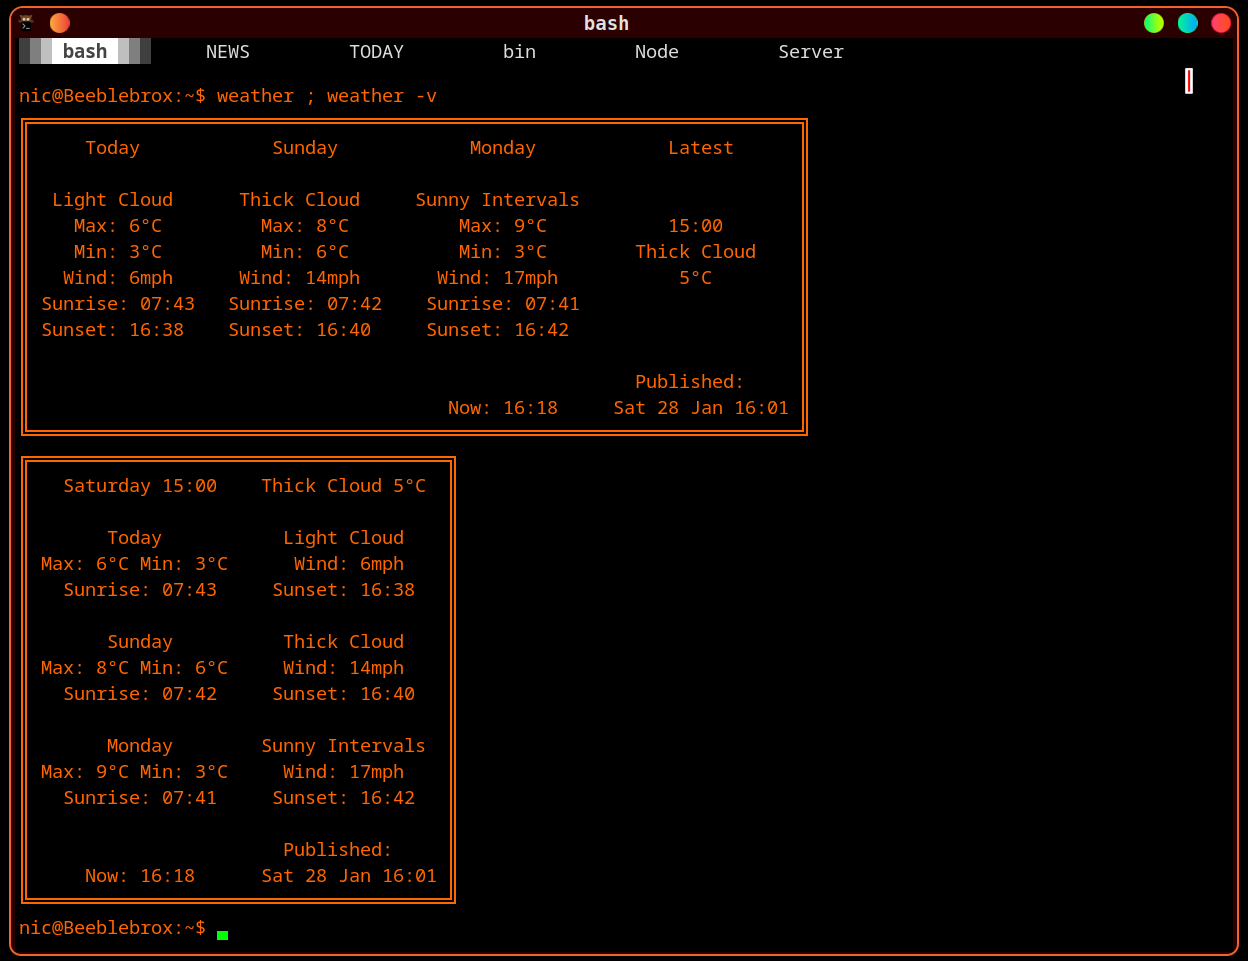 bash
bash NEWS TODAY bin Node Server
nic@Beeblebrox:~$ weather ; weather -v
Today Sunday Monday Latest
Light Cloud Thick Cloud Sunny Intervals
Max: 6°C Max: 8°C Max: 9°C 15:00
Min: 3°C Min: 6°C Min: 3°C Thick Cloud
Wind: 6mph Wind: 14mph Wind: 17mph 5°C
Sunrise: 07:43 Sunrise: 07:42 Sunrise: 07:41
Sunset: 16:38 Sunset: 16:40 Sunset: 16:42
Published:
Now: 16:18 Sat 28 Jan 16:01
Saturday 15:00 Thick Cloud 5°C
Today Light Cloud
Max: 6°C Min: 3°C Wind: 6mph
Sunrise: 07:43 Sunset: 16:38
Sunday Thick Cloud
Max: 8°C Min: 6°C Wind: 14mph
Sunrise: 07:42 Sunset: 16:40
Monday Sunny Intervals
Max: 9°C Min: 3°C Wind: 17mph
Sunrise: 07:41 Sunset: 16:42
Published:
Now: 16:18 Sat 28 Jan 16:01
nic@Beeblebrox:~$